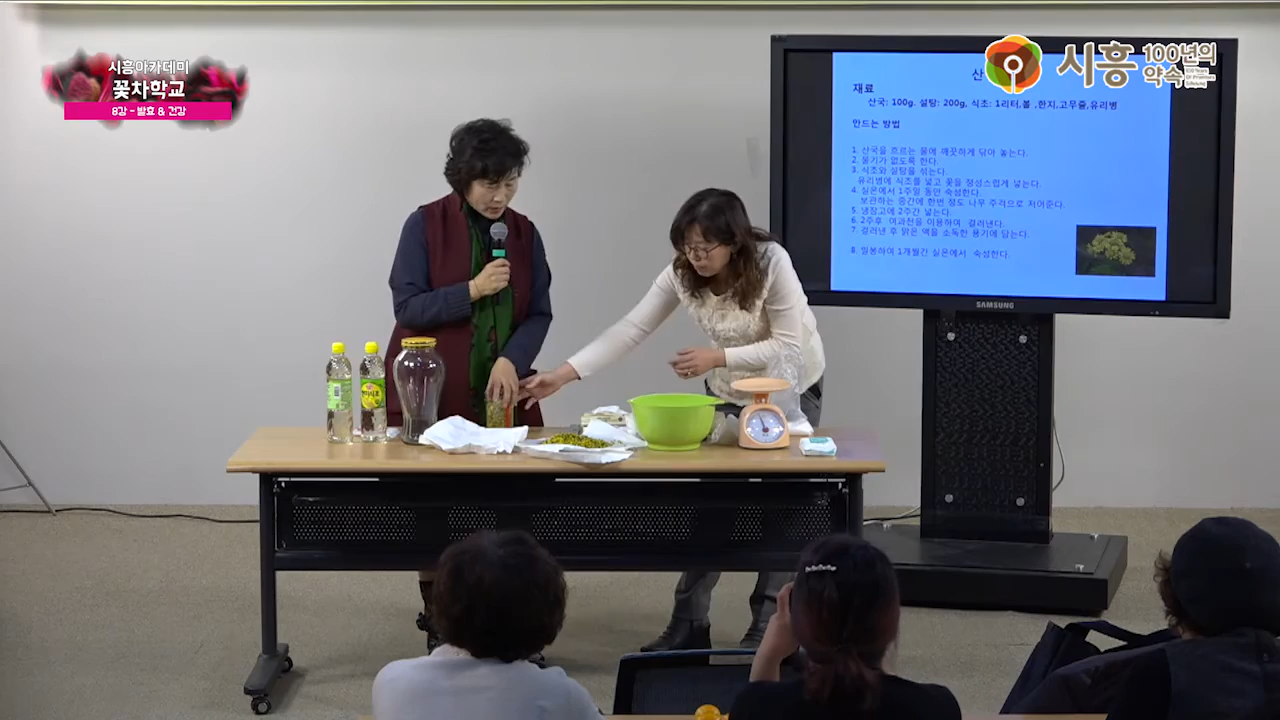 시흥아카데미
꽃차학교
8강 - 발효 & 건강
시흥 100년의 약속
산
재료
산국: 100g. 설탕: 200g, 식초: 1리터,볼 ,한지,고무줄,유리병
만드는 방법
1. 산국을 흐르는 물에 깨끗하게 닦아 놓는다.
2. 물기가 없도록 한다.
3. 식초와 설탕을 섞는다.
유리병에 식초를 넣고 꽃을 정성스럽게 넣는다.
4. 실온에서 1주일 동안 숙성한다.
보관하는 중간에 한번 정도 나무 주걱으로 저어준다.
5. 냉장고에 2주간 넣는다.
6. 2주후 여과천을 이용하여 걸러낸다.
7. 걸러낸 후 맑은 액을 소독한 용기에 담는다.
8. 밀봉하여 1개월간 실온에서 숙성한다.
SAMSUNG